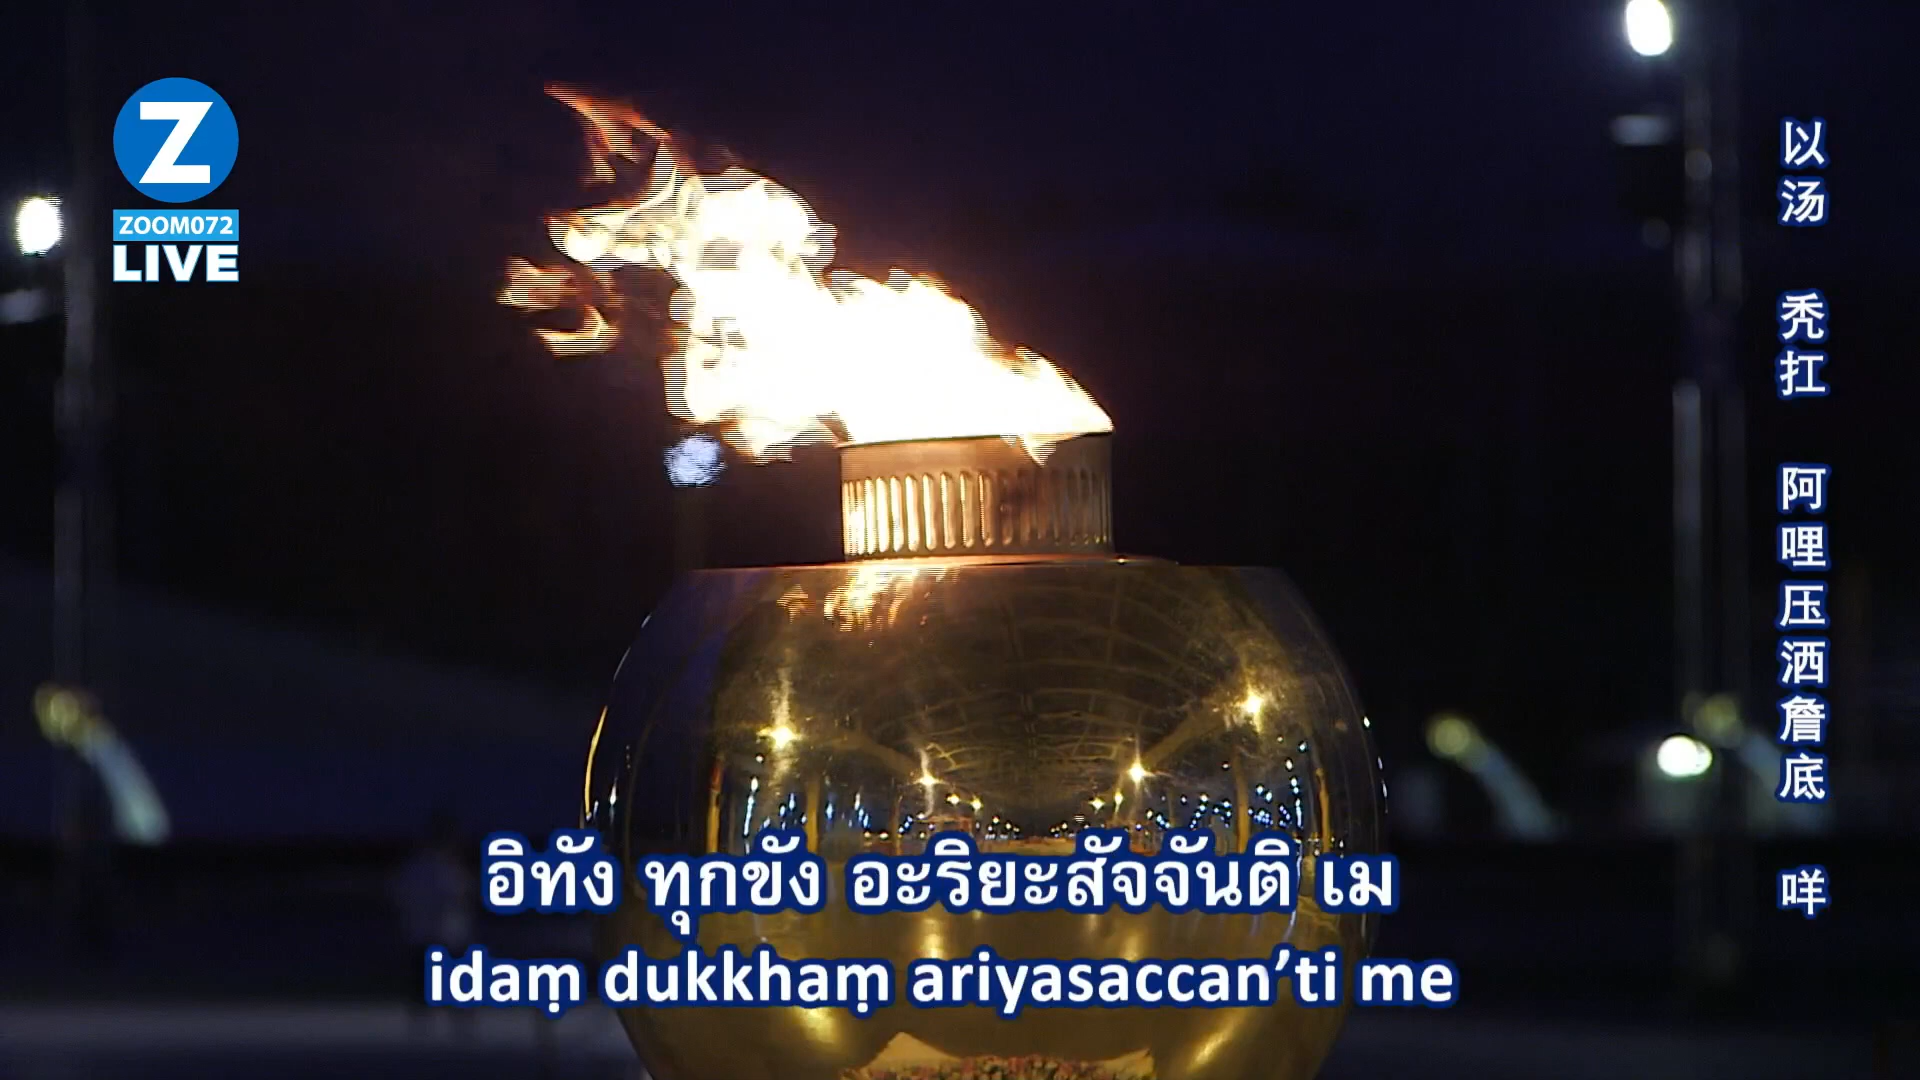 Z
ZOOM072
LIVE
以汤 秃扛 阿哩压洒詹底 咩
อิทัง ทุกขัง อะริยะสัจจันติ เม
idaṃ dukkhaṃ ariyasaccan’ti me